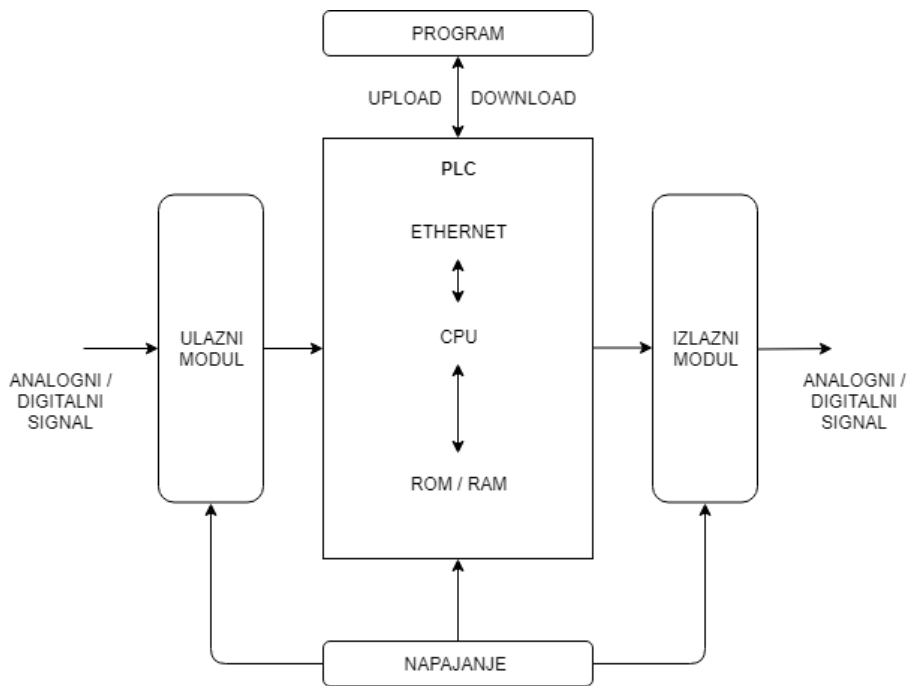 PROGRAM
UPLOAD DOWNLOAD
PLC
ETHERNET
CPU
ROM / RAM
ULAZNI
MODUL
IZLAZNI
MODUL
ANALOGNI /
DIGITALNI
SIGNAL
ANALOGNI /
DIGITALNI
SIGNAL
NAPAJANJE